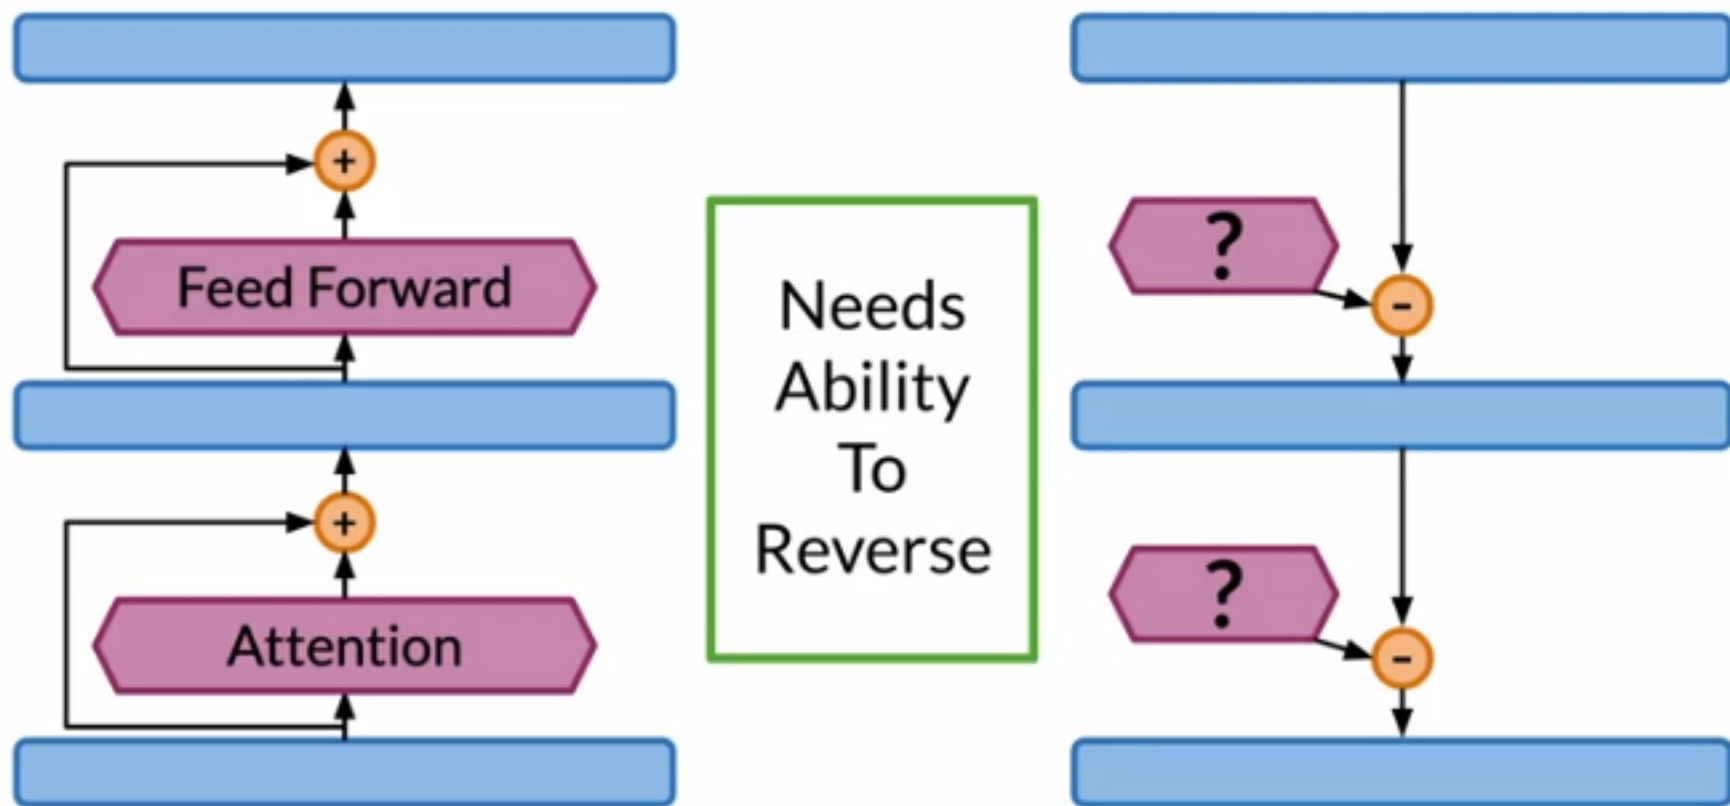 +
Feed Forward
+
Attention
Needs
Ability
To
Reverse
?
-
?
-